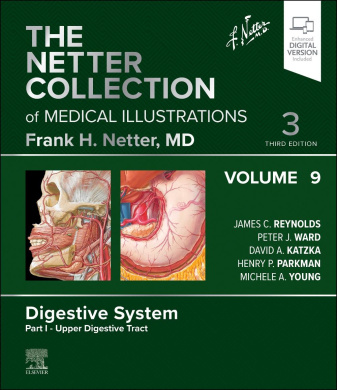 THE
NETTER
COLLECTION
of MEDICAL ILLUSTRATIONS
Frank H. Netter, MD
F. Netter M.D.
Enhanced
DIGITAL
VERSION
Included
3
THIRD EDITION
VOLUME 9
JAMES C. REYNOLDS
PETER J. WARD
DAVID A. KATZKA
HENRY P. PARKMAN
MICHELE A. YOUNG
Digestive System
Part I - Upper Digestive Tract
ELSEVIER